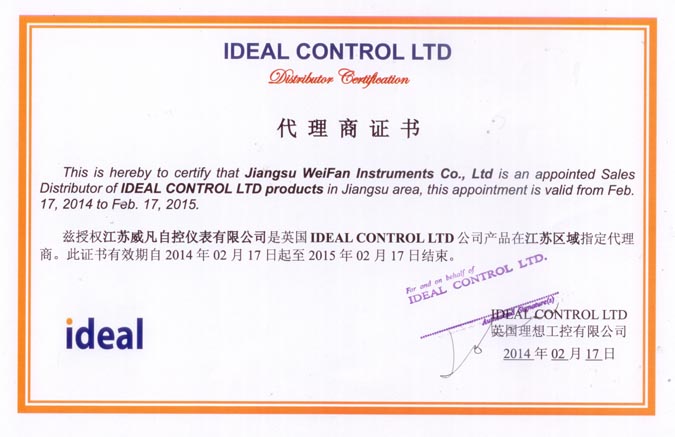 IDEAL CONTROL LTD
Distributor Certification
代理商证书
This is hereby to certify that Jiangsu WeiFan Instruments Co., Ltd is an appointed Sales
Distributor of IDEAL CONTROL LTD products in Jiangsu area, this appointment is valid from Feb.
17, 2014 to Feb. 17, 2015.
兹授权江苏威凡自控仪表有限公司是英国 IDEAL CONTROL LTD 公司产品在江苏区域指定代理
商。此证书有效期自 2014 年 02 月 17 日起至 2015 年 02 月 17 日结束。
For and on behalf of
IDEAL CONTROL LTD.
Authorized Signature(s)
ideal
IDEAL CONTROL LTD
英国理想工控有限公司
2014 年 02 月 17 日